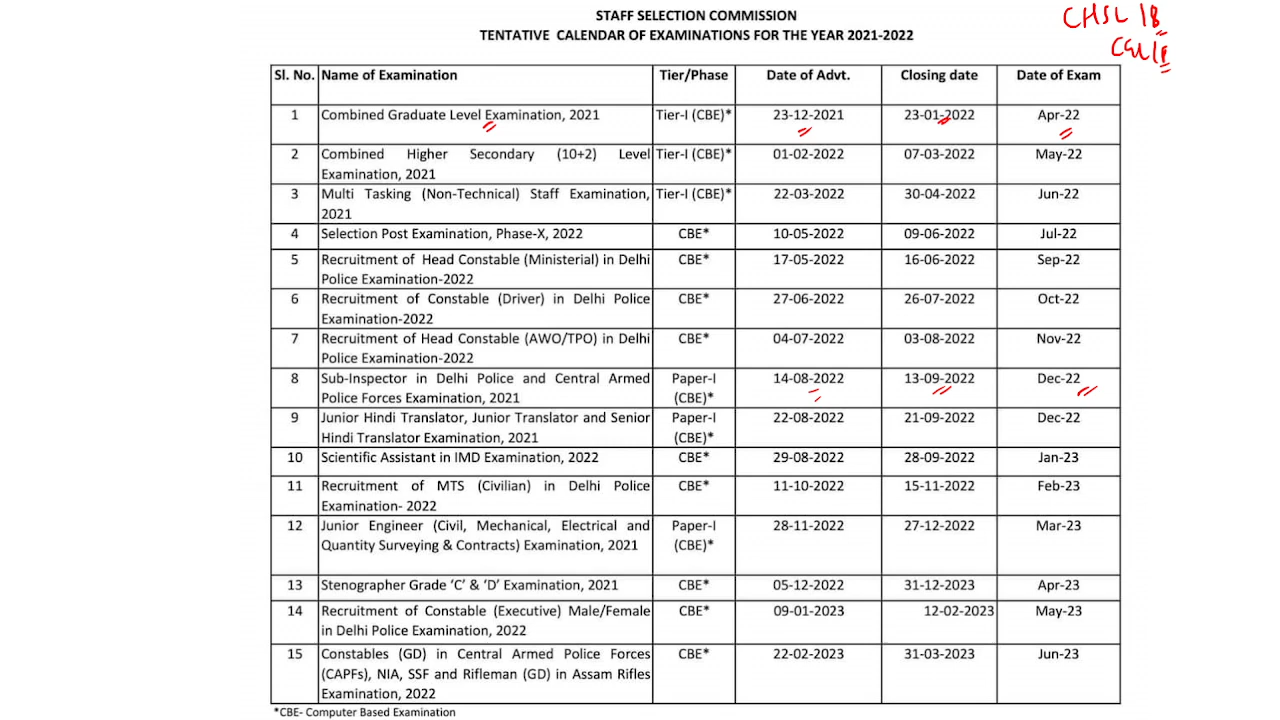 STAFF SELECTION COMMISSION
TENTATIVE CALENDAR OF EXAMINATIONS FOR THE YEAR 2021-2022
CHSL 18
CGL 18
Sl. No. Name of Examination Tier/Phase Date of Advt. Closing date Date of Exam
1 Combined Graduate Level Examination, 2021 Tier-I (CBE)* 23-12-2021 23-01-2022 Apr-22
2 Combined Higher Secondary (10+2) Level Tier-I (CBE)* 01-02-2022 07-03-2022 May-22
Examination, 2021
3 Multi Tasking (Non-Technical) Staff Examination, Tier-I (CBE)* 22-03-2022 30-04-2022 Jun-22
2021
4 Selection Post Examination, Phase-X, 2022 CBE* 10-05-2022 09-06-2022 Jul-22
5 Recruitment of Head Constable (Ministerial) in Delhi CBE* 17-05-2022 16-06-2022 Sep-22
Police Examination-2022
6 Recruitment of Constable (Driver) in Delhi Police CBE* 27-06-2022 26-07-2022 Oct-22
Examination-2022
7 Recruitment of Head Constable (AWO/TPO) in Delhi CBE* 04-07-2022 03-08-2022 Nov-22
Police Examination-2022
8 Sub-Inspector in Delhi Police and Central Armed Paper-I 14-08-2022 13-09-2022 Dec-22
Police Forces Examination, 2021 (CBE)*
9 Junior Hindi Translator, Junior Translator and Senior Paper-I 22-08-2022 21-09-2022 Dec-22
Hindi Translator Examination, 2021 (CBE)*
10 Scientific Assistant in IMD Examination, 2022 CBE* 29-08-2022 28-09-2022 Jan-23
11 Recruitment of MTS (Civilian) in Delhi Police CBE* 11-10-2022 15-11-2022 Feb-23
Examination- 2022
12 Junior Engineer (Civil, Mechanical, Electrical and Paper-I 28-11-2022 27-12-2022 Mar-23
Quantity Surveying & Contracts) Examination, 2021 (CBE)*
13 Stenographer Grade ‘C’ & ‘D’ Examination, 2021 CBE* 05-12-2022 31-12-2023 Apr-23
14 Recruitment of Constable (Executive) Male/Female CBE* 09-01-2023 12-02-2023 May-23
in Delhi Police Examination, 2022
15 Constables (GD) in Central Armed Police Forces CBE* 22-02-2023 31-03-2023 Jun-23
(CAPFs), NIA, SSF and Rifleman (GD) in Assam Rifles
Examination, 2022
*CBE- Computer Based Examination